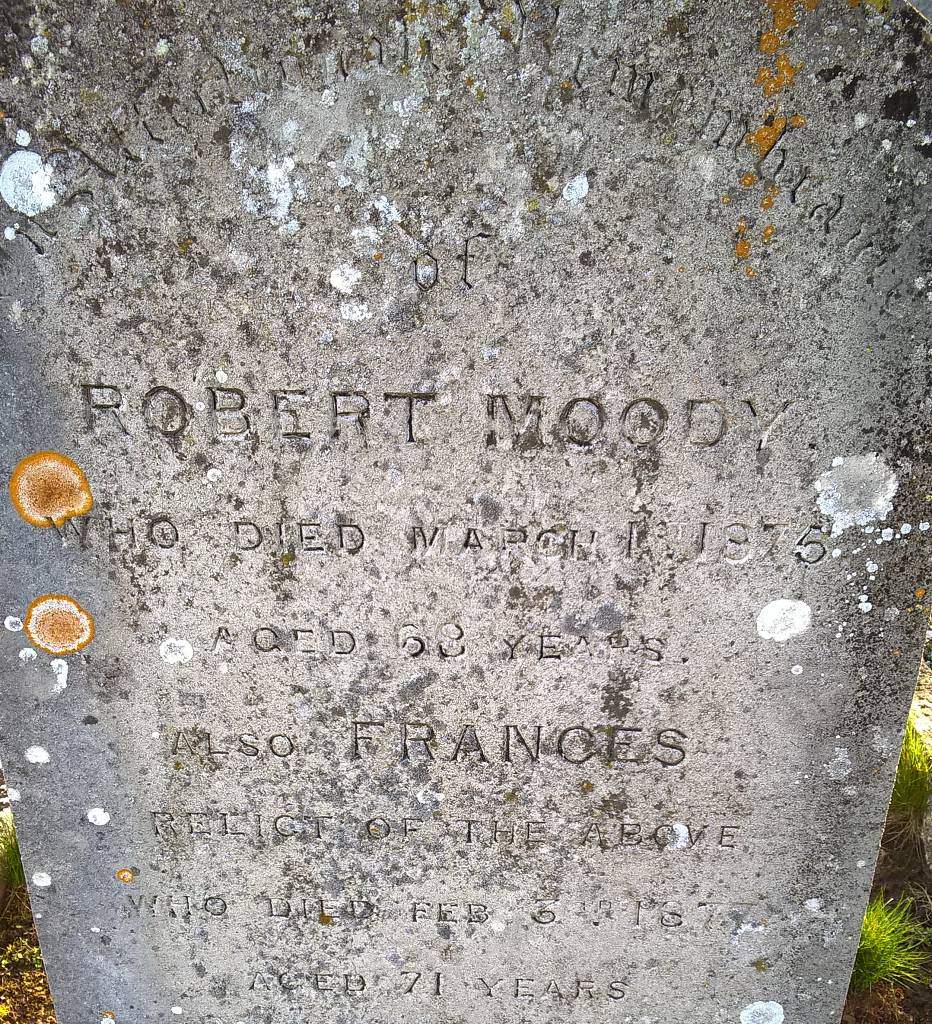 of
ROBERT MOODY
WHO DIED MARCH 1875
AGED 68 YEARS.
ALSO FRANCES
RELICT OF THE ABOVE
WHO DIED FEB 3RD 1877
AGED 71 YEARS